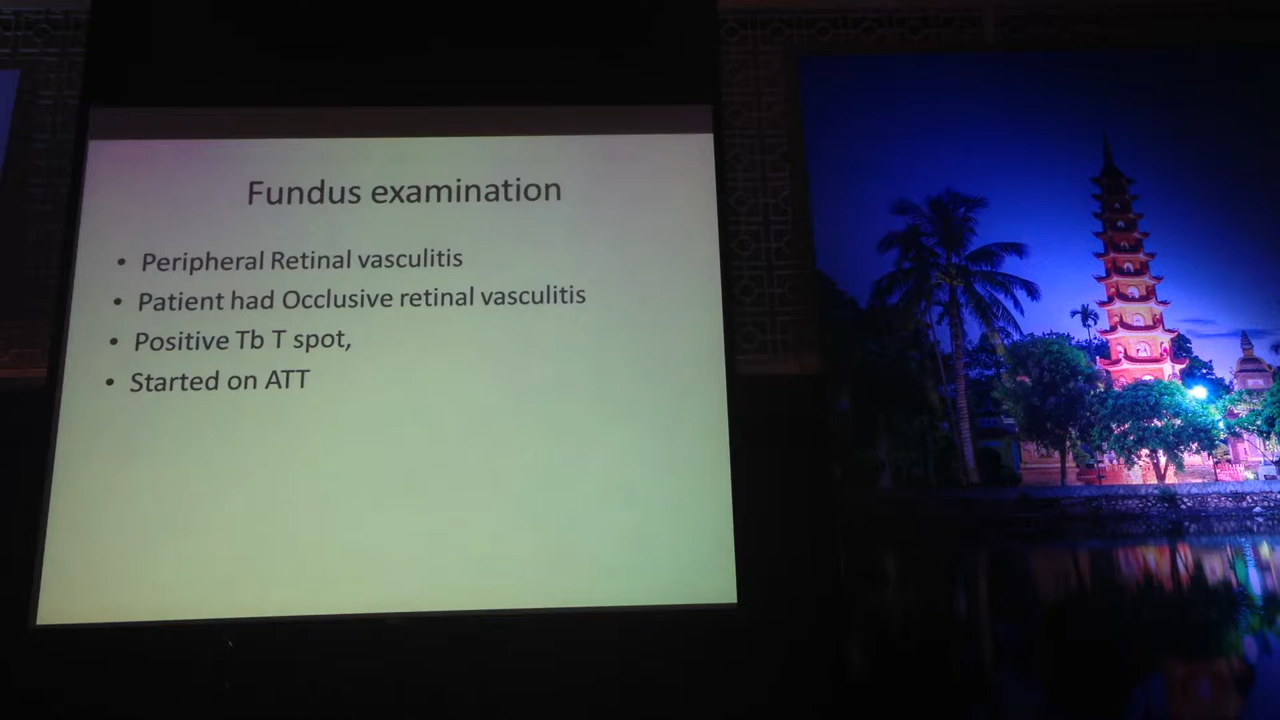 Fundus examination
• Peripheral Retinal vasculitis
• Patient had Occlusive retinal vasculitis
• Positive Tb T spot,
• Started on ATT